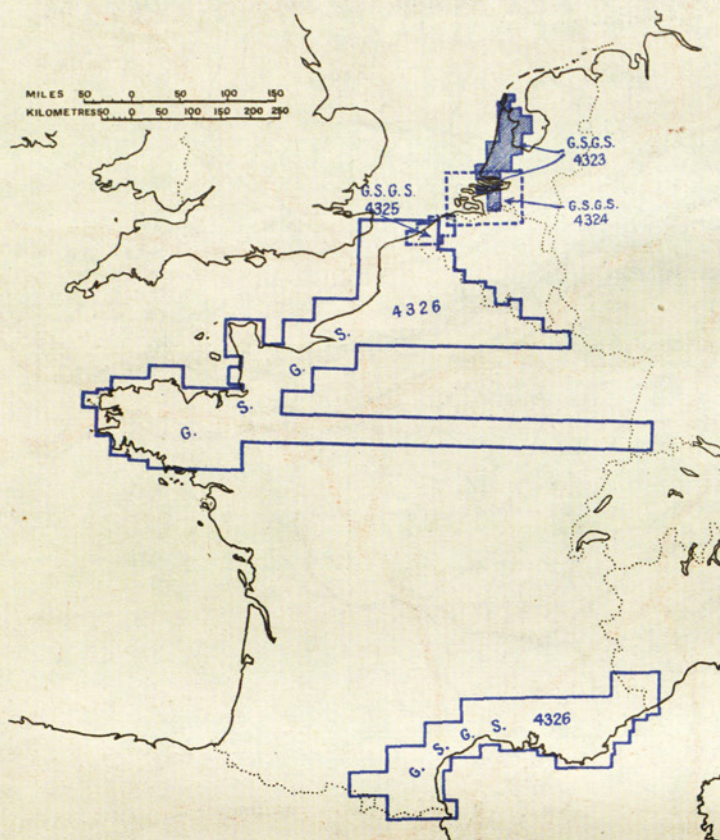 MILES 50 0 50 100 150
KILOMETRES 50 0 50 100 150 200 250
G.S.G.S.
4323
G.S.G.S.
4325
G.S.G.S.
4324
G. S. G. S. 4326
G. S. G. S. 4326